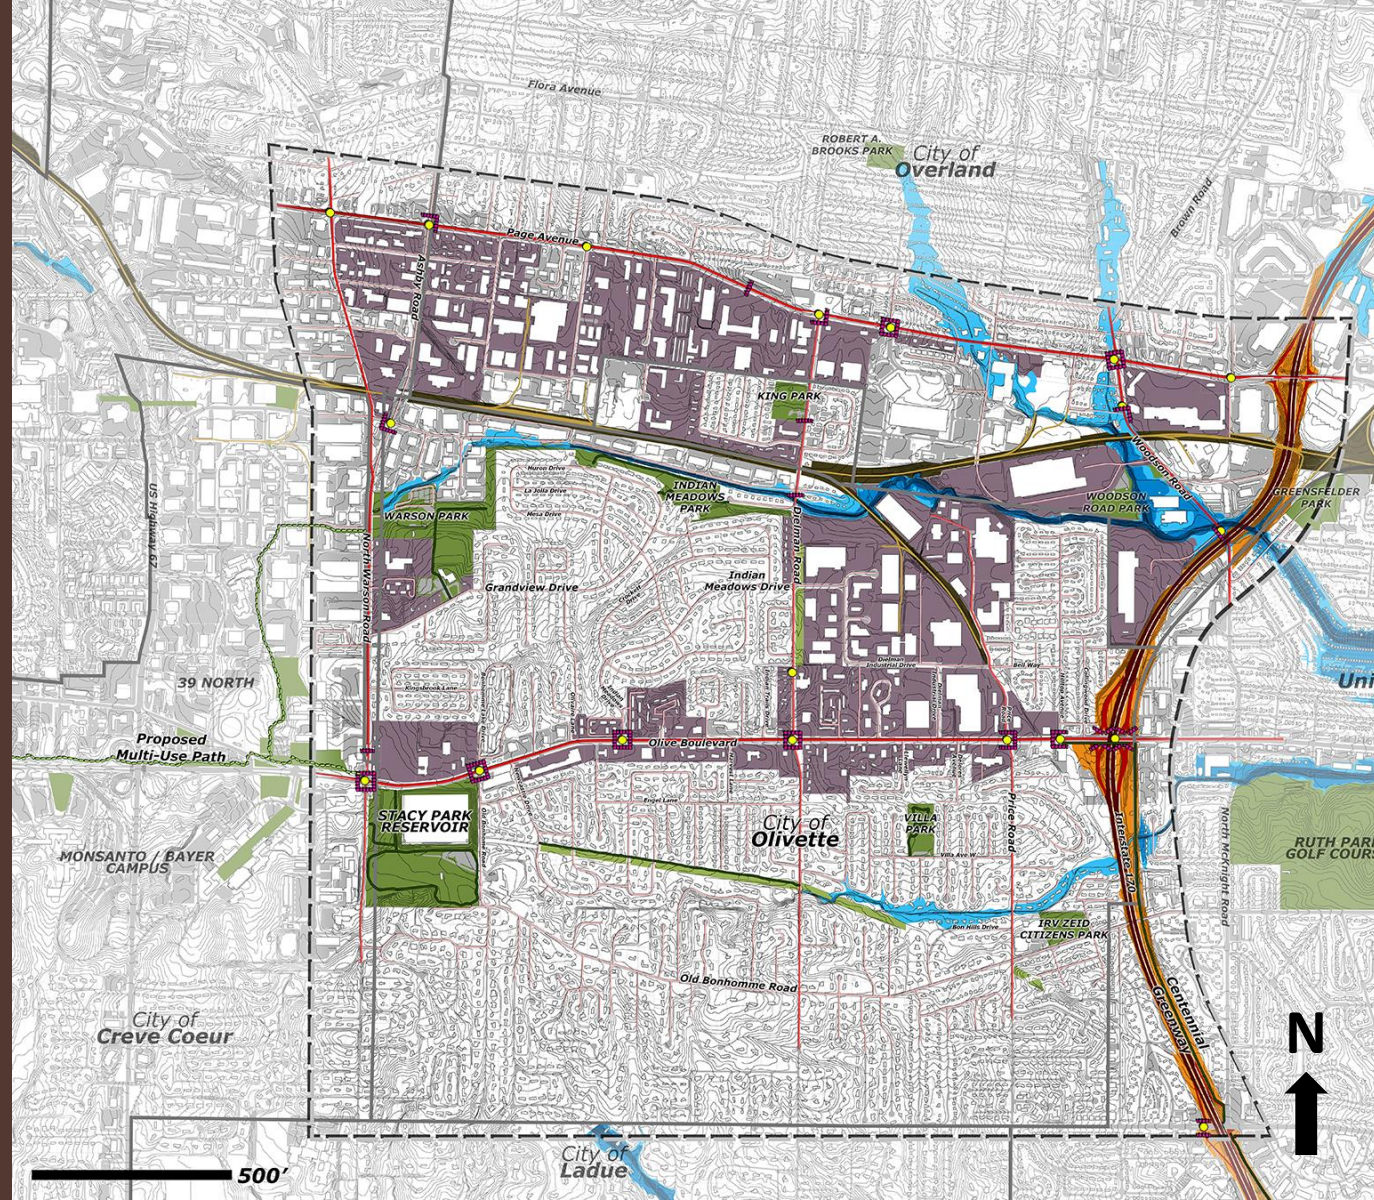 Flora Avenue
ROBERT A.
BROOKS PARK
City of
Overland
Brown Road
Page Avenue
Ashby Road
KING PARK
Woodson Road
US Highway 67
Huron Drive
La Jolla Drive
Mesa Drive
WARSON PARK
INDIAN
MEADOWS
PARK
WOODSON
ROAD PARK
GREENSFELDER
PARK
North Warson Road
Dielman Road
Grandview Drive
Indian
Meadows Drive
Dielman
Industrial Drive
Bell Way
39 NORTH
Kingsbrook Lane
Uni
Proposed
Multi-Use Path
Olive Boulevard
Engel Lane
STACY PARK
RESERVOIR
City of
Olivette
VILLA
PARK
Villa Ave W
Price Road
Interstate 170
North McKnight Road
RUTH PARK
GOLF COURS
MONSANTO / BAYER
CAMPUS
IRV ZEID
CITIZENS PARK
Bon Hills Drive
Old Bonhomme Road
Centennial
Greenway
City of
Creve Coeur
N
City of
Ladue
500’